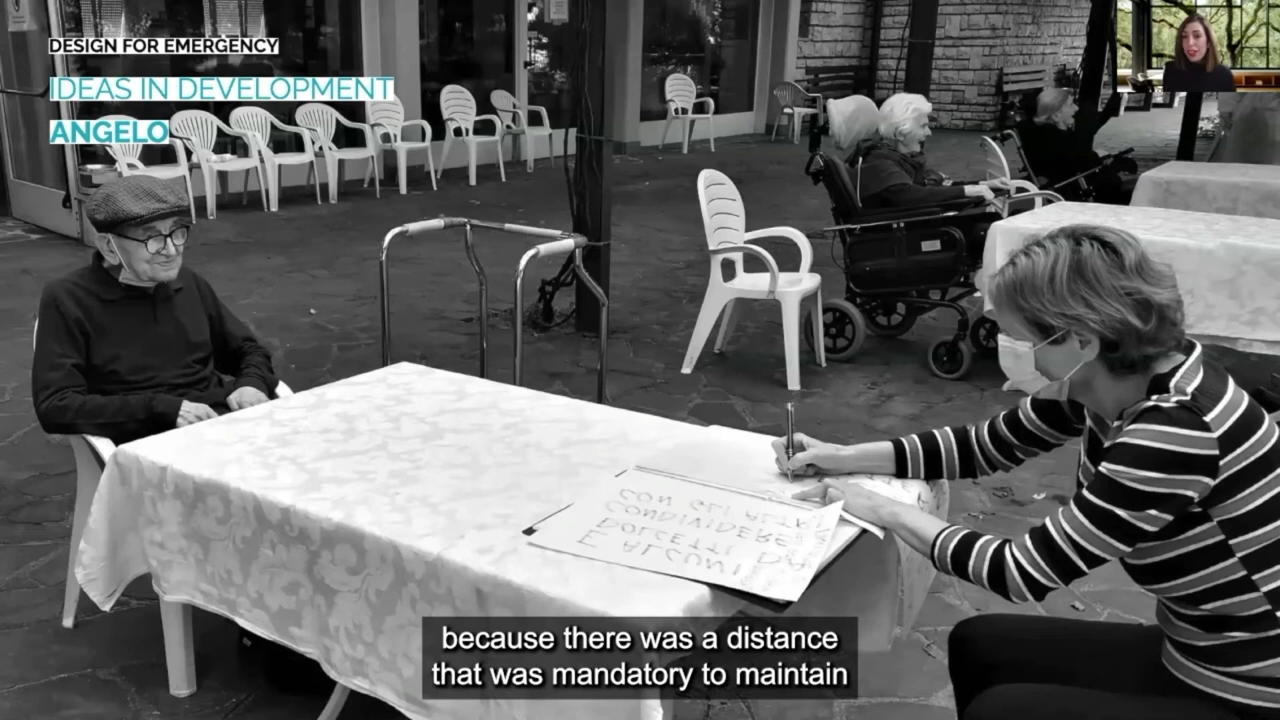 DESIGN FOR EMERGENCY
IDEAS IN DEVELOPMENT
ANGELO
E ALCUNI
DOLCETTI DA
CONDIVIDERE
CON GLI ALTRI
because there was a distance
that was mandatory to maintain